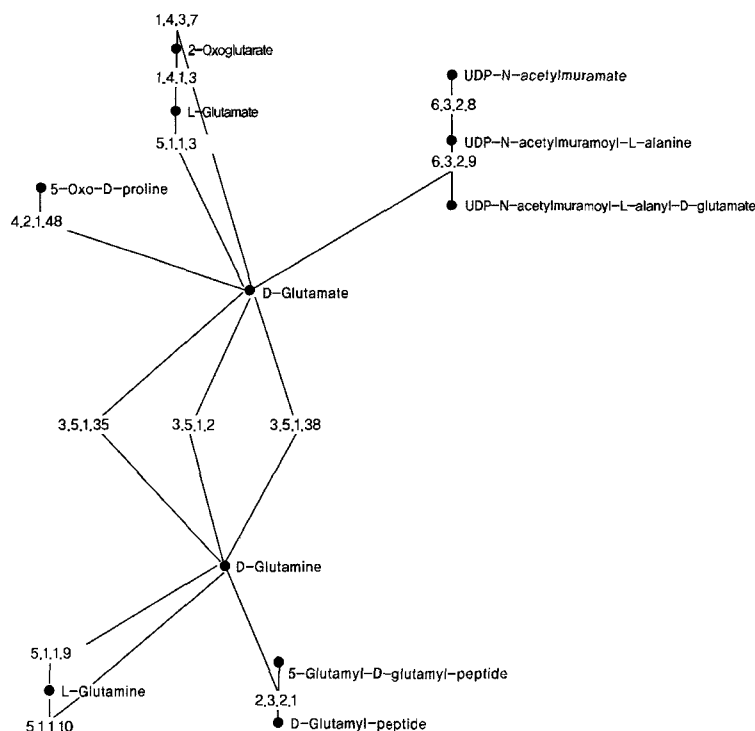 1,4,3,7
2-Oxoglutarate
UDP-N-acetylmuramate
1,4,1,3
6,3,2,8
L-Glutamate
5,1,1,3
UDP-N-acetylmuramoyl-L-alanine
6,3,2,9
5-Oxo-D-proline
UDP-N-acetylmuramoyl-L-alanyl-D-glutamate
4,2,1,48
D-Glutamate
3,5,1,35
3,5,1,2
3,5,1,38
D-Glutamine
5,1,1,9
5-Glutamyl-D-glutamyl-peptide
L-Glutamine
2,3,2,1
5,1,1,10
D-Glutamyl-peptide